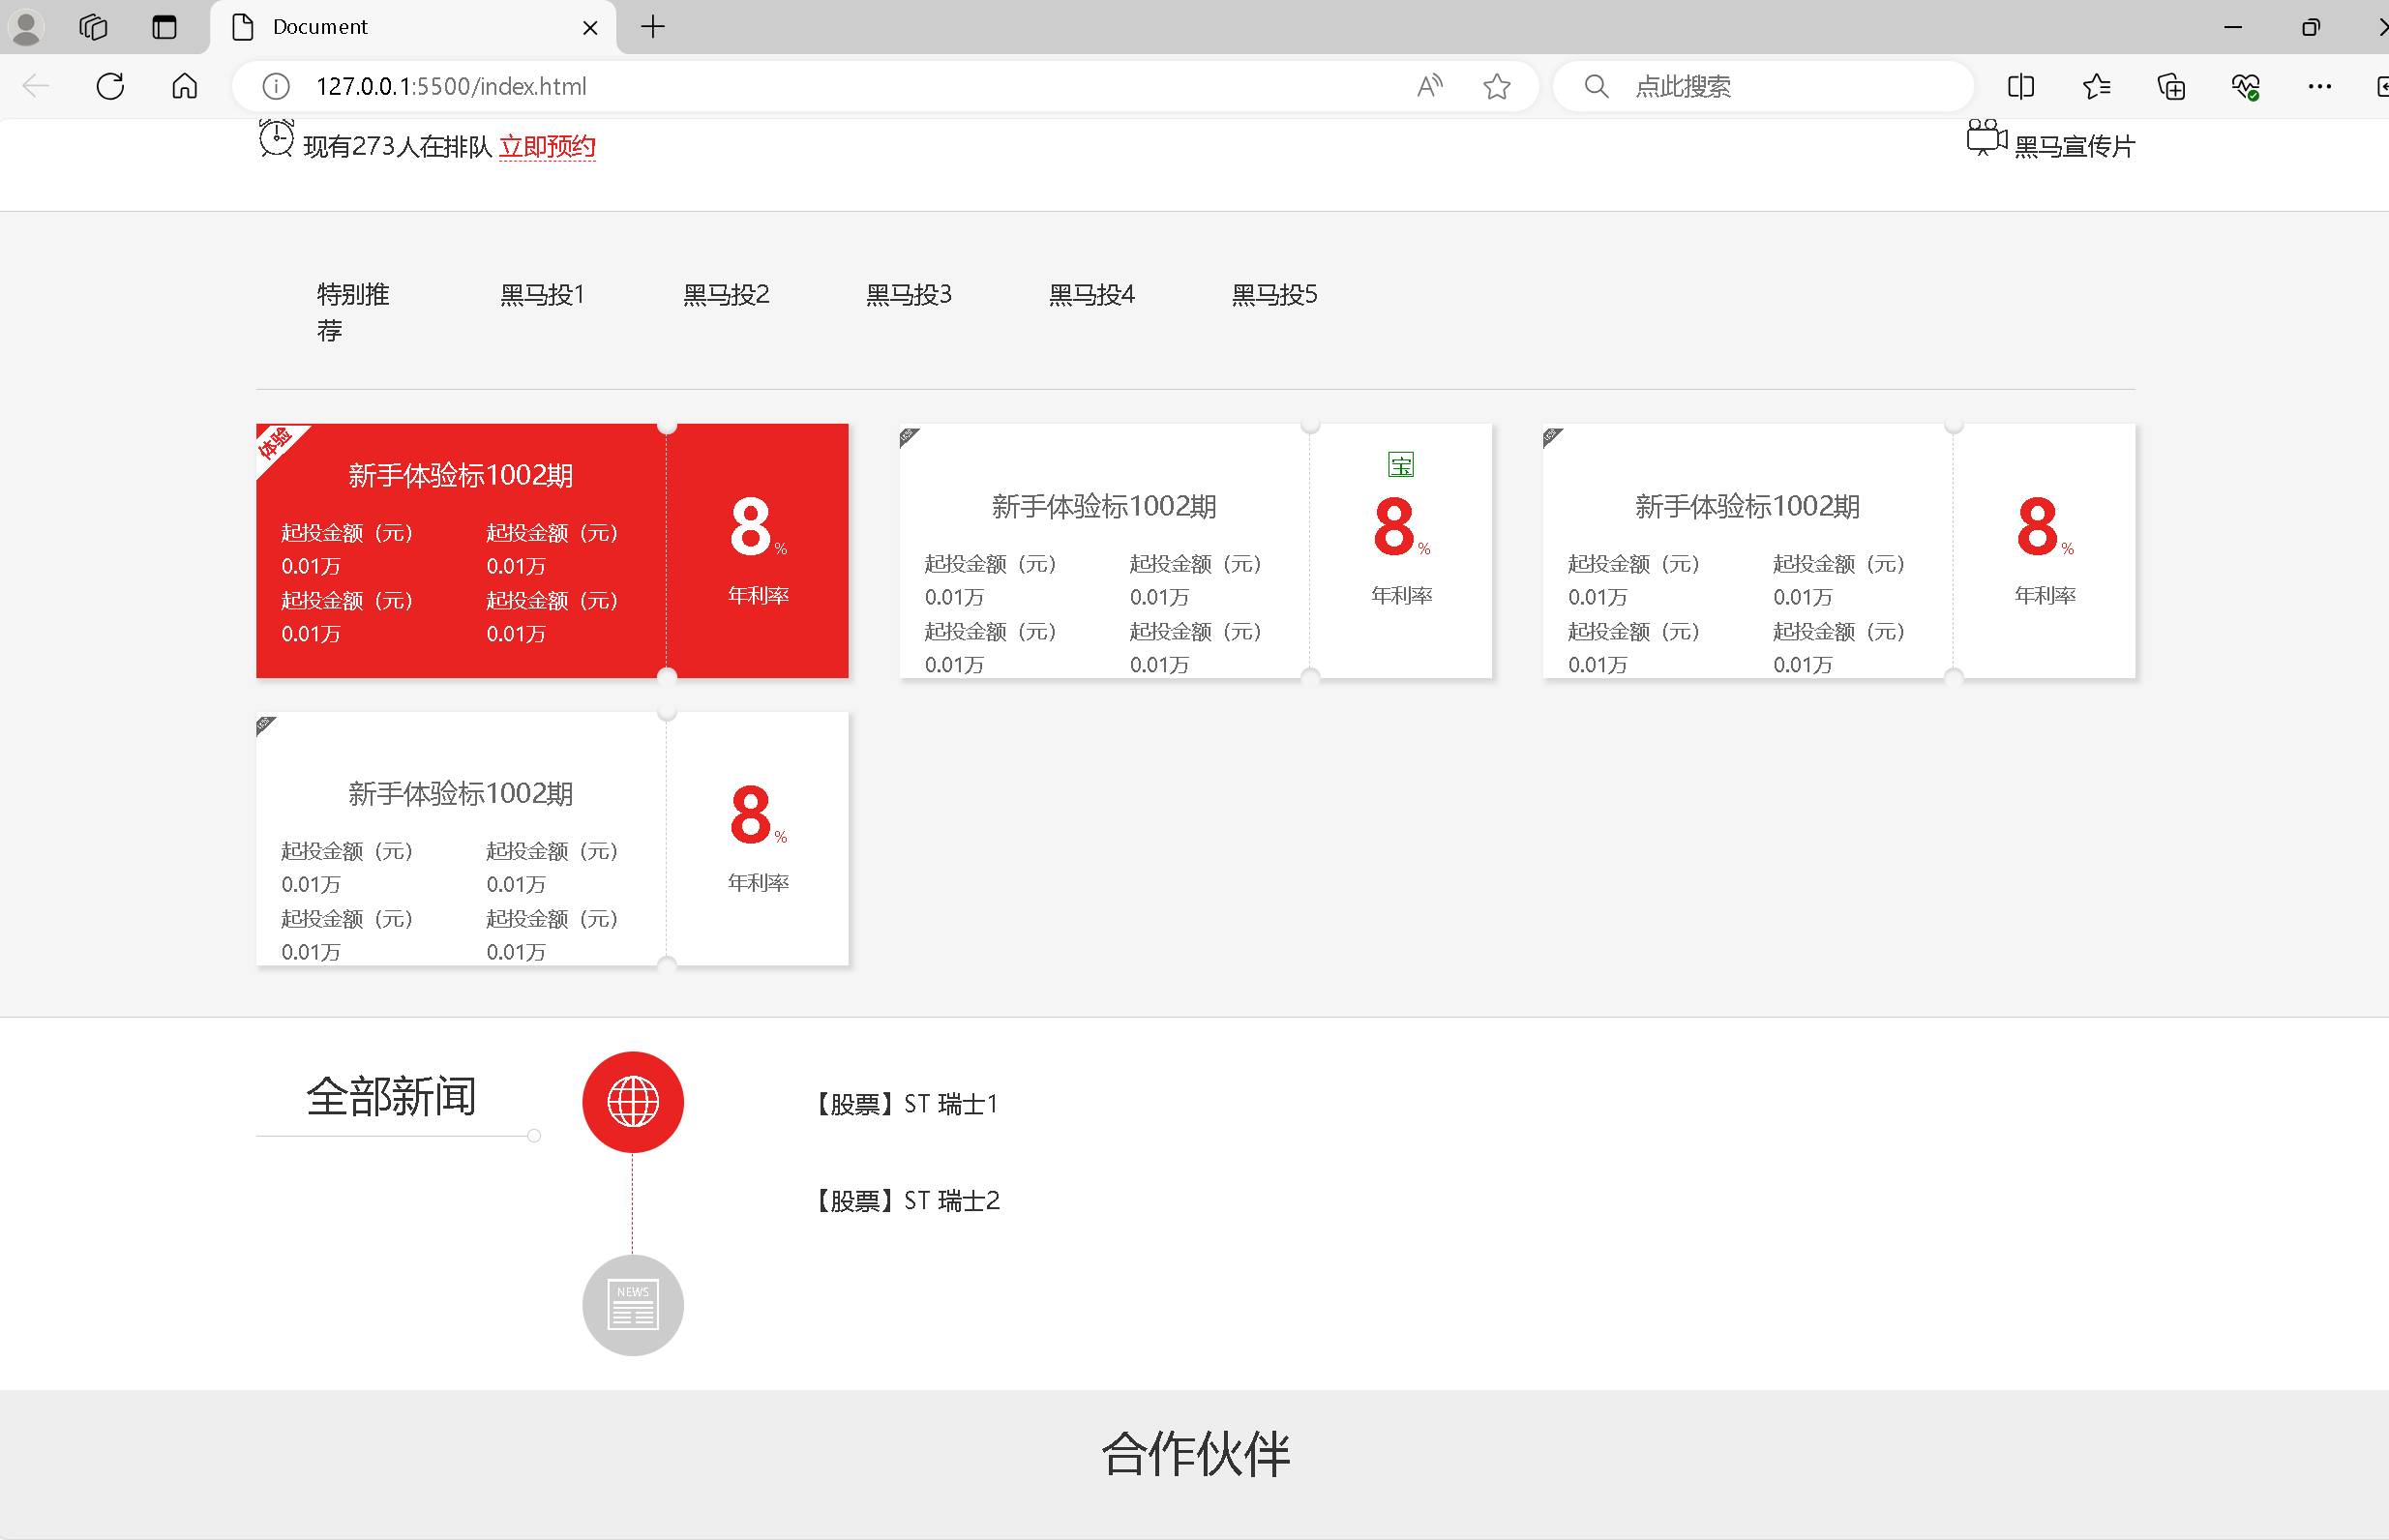 Document
127.0.0.1:5500/index.html
点此搜索
现有273人在排队 立即预约
黑马宣传片
特别推
荐
黑马投1
黑马投2
黑马投3
黑马投4
黑马投5
体验
新手体验标1002期
起投金额（元） 起投金额（元）
0.01万 0.01万
起投金额（元） 起投金额（元）
0.01万 0.01万
8%
年利率
新手体验标1002期
起投金额（元） 起投金额（元）
0.01万 0.01万
起投金额（元） 起投金额（元）
0.01万 0.01万
宝
8%
年利率
新手体验标1002期
起投金额（元） 起投金额（元）
0.01万 0.01万
起投金额（元） 起投金额（元）
0.01万 0.01万
8%
年利率
新手体验标1002期
起投金额（元） 起投金额（元）
0.01万 0.01万
起投金额（元） 起投金额（元）
0.01万 0.01万
8%
年利率
全部新闻
【股票】ST 瑞士1
【股票】ST 瑞士2
NEWS
合作伙伴